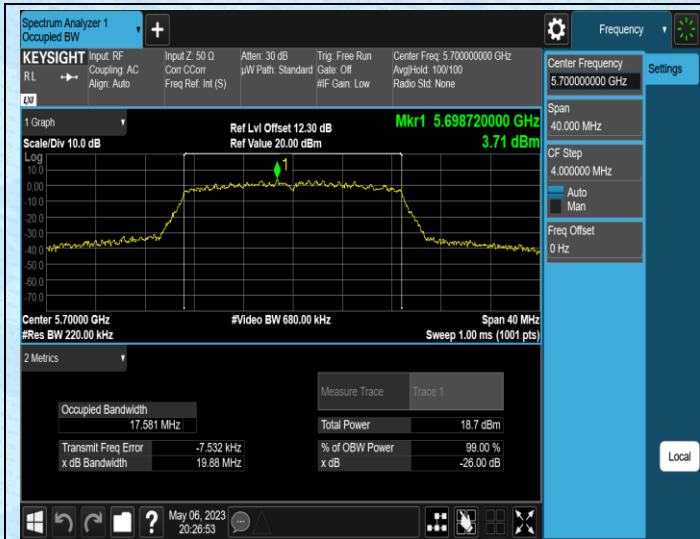 Spectrum Analyzer 1
Occupied BW
Frequency
KEYSIGHT
R L
LXI
Input: RF
Coupling: AC
Align: Auto
Input Z: 50 Ω
Corr CCorr
Freq Ref: Int (S)
Atten: 30 dB
µW Path: Standard
Trig: Free Run
Gate: Off
#IF Gain: Low
Center Freq: 5.700000000 GHz
Avg|Hold: 100/100
Radio Std: None
Center Frequency
5.700000000 GHz
Settings
Span
40.000 MHz
CF Step
4.000000 MHz
Auto
Man
Freq Offset
0 Hz
Local
1 Graph
Scale/Div 10.0 dB
Ref Lvl Offset 12.30 dB
Ref Value 20.00 dBm
Mkr1 5.698720000 GHz
3.71 dBm
Log
10.0
0.00
-10.0
-20.0
-30.0
-40.0
-50.0
-60.0
-70.0
1
Center 5.70000 GHz
#Res BW 220.00 kHz
#Video BW 680.00 kHz
Span 40 MHz
Sweep 1.00 ms (1001 pts)
2 Metrics
Measure Trace
Trace 1
Occupied Bandwidth
17.581 MHz
Total Power
18.7 dBm
Transmit Freq Error
-7.532 kHz
% of OBW Power
99.00 %
x dB Bandwidth
19.88 MHz
x dB
-26.00 dB
May 06, 2023
20:26:53